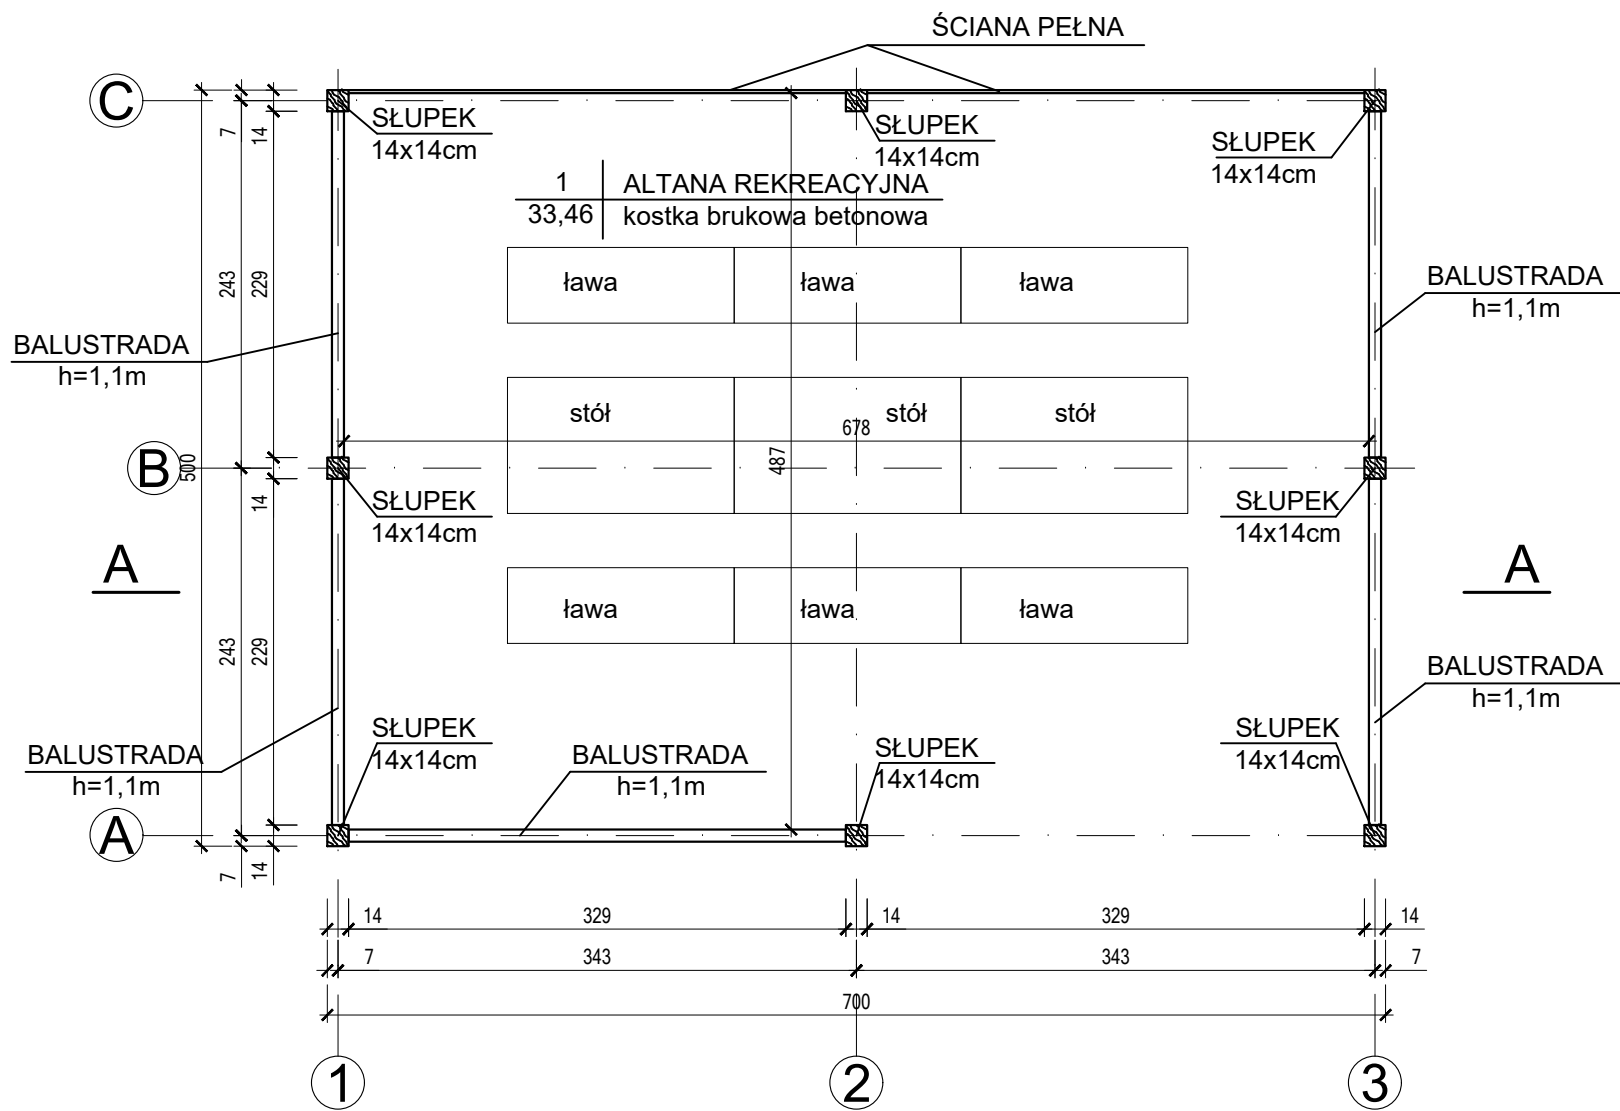 ŚCIANA PEŁNA
C
SŁUPEK
14x14cm
SŁUPEK
14x14cm
SŁUPEK
14x14cm
7
14
1
ALTANA REKREACYJNA
33,46
kostka brukowa betonowa
243
229
ława
ława
ława
BALUSTRADA
h=1,1m
BALUSTRADA
h=1,1m
stół
stół
stół
678
487
B
500
14
SŁUPEK
14x14cm
SŁUPEK
14x14cm
A
A
ława
ława
ława
243
229
BALUSTRADA
h=1,1m
SŁUPEK
14x14cm
SŁUPEK
14x14cm
SŁUPEK
14x14cm
BALUSTRADA
h=1,1m
BALUSTRADA
h=1,1m
A
7
14
14
329
14
329
14
7
343
343
7
700
1
2
3